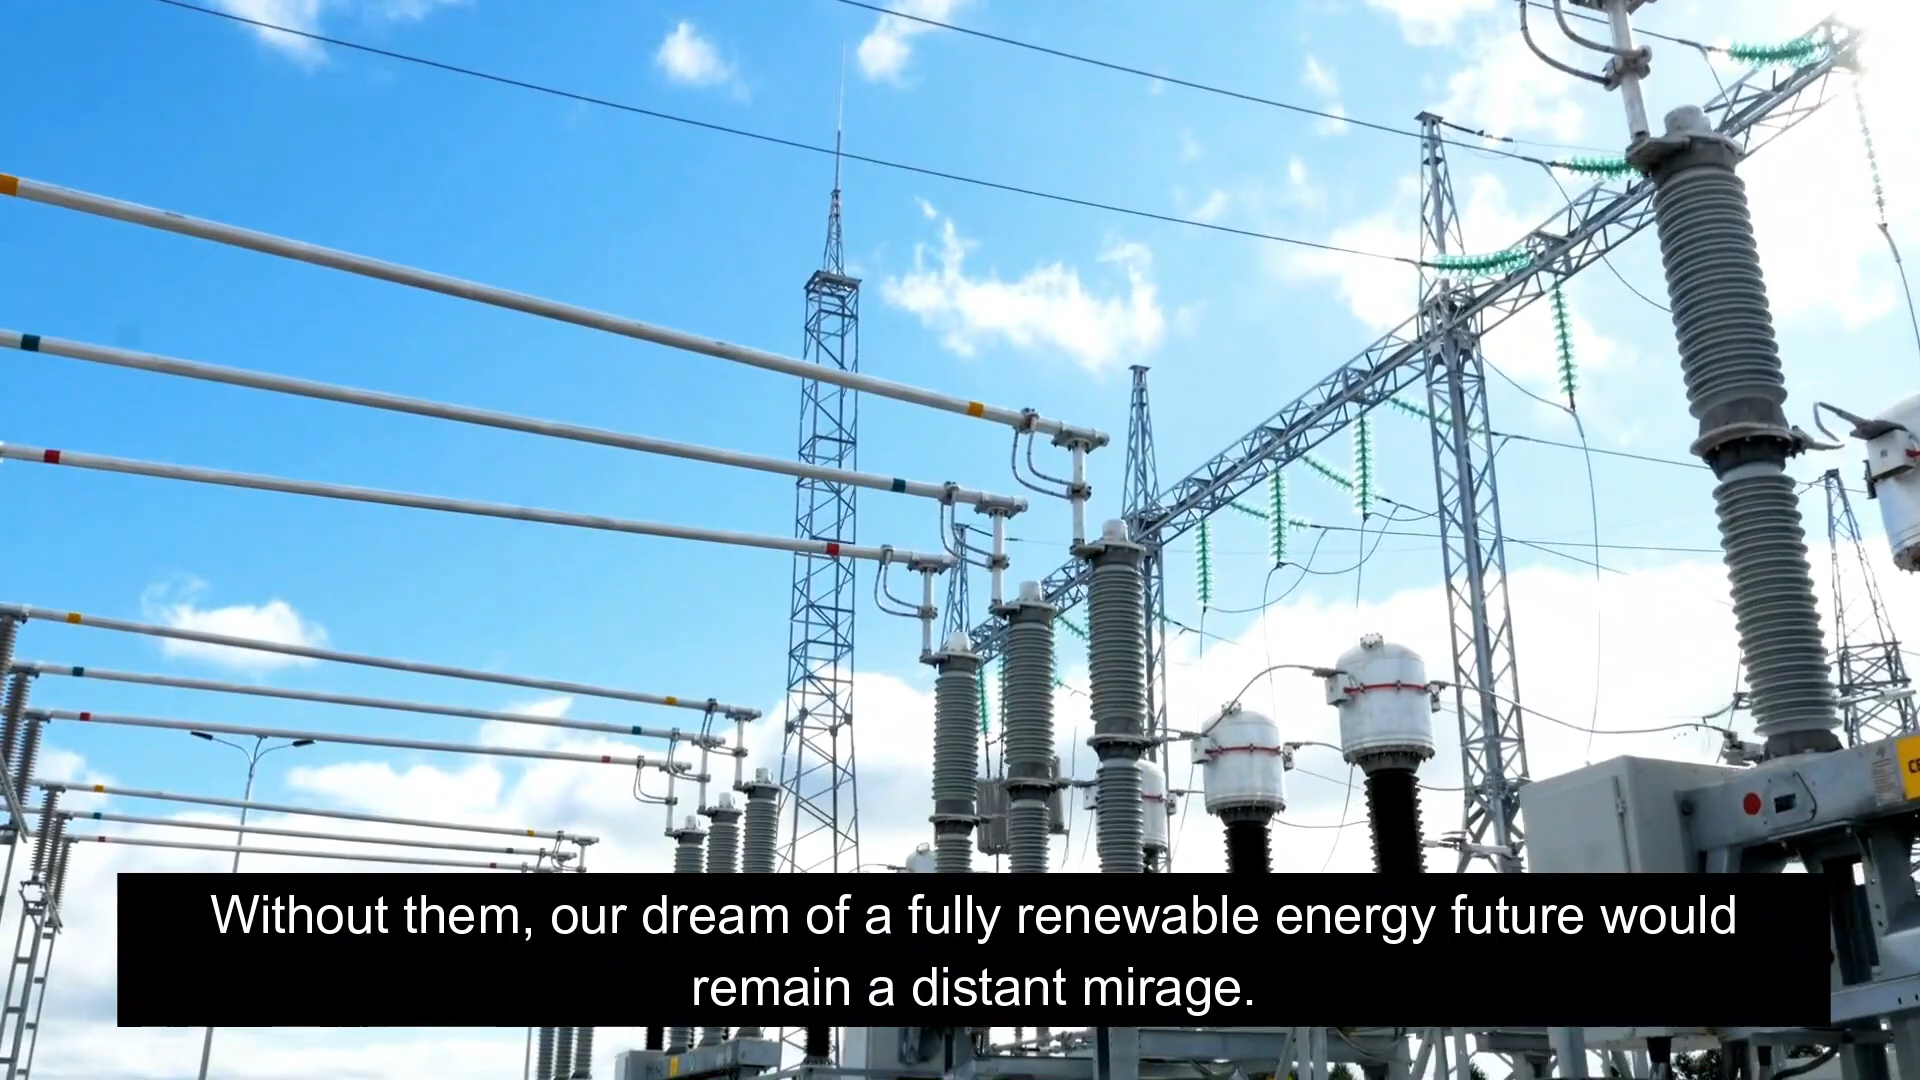 Without them, our dream of a fully renewable energy future would
remain a distant mirage.